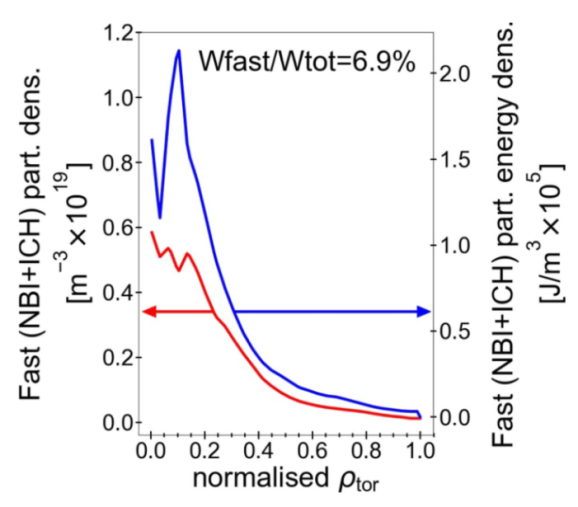 Wfast/Wtot=6.9%
Fast (NBI+ICH) part. dens.
[m⁻³ ×10¹⁹]
1.2
1.0
0.8
0.6
0.4
0.2
0.0
2.0
1.5
1.0
0.5
0.0
Fast (NBI+ICH) part. energy dens.
[J/m³ ×10⁵]
0.0 0.2 0.4 0.6 0.8 1.0
normalised ρtor